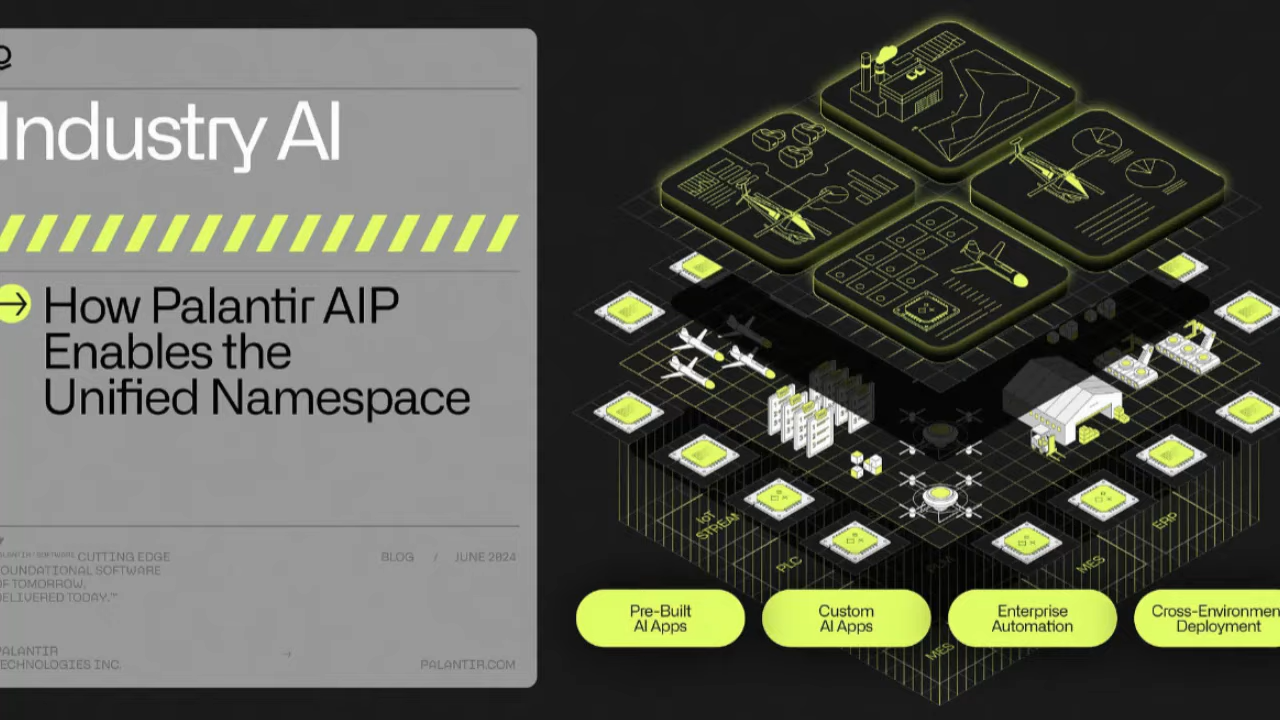 Industry AI
How Palantir AIP
Enables the
Unified Namespace
CUTTING EDGE
OUNDATIONAL SOFTWARE
OF TOMORROW,
ELIVERED TODAY.™
BLOG / JUNE 2024
ALANTIR
ECHNOLOGIES INC.
PALANTIR.COM
IoT
STREAM
PLC
MES
ERP
MES
Pre-Built
AI Apps
Custom
AI Apps
Enterprise
Automation
Cross-Environmen
Deployment